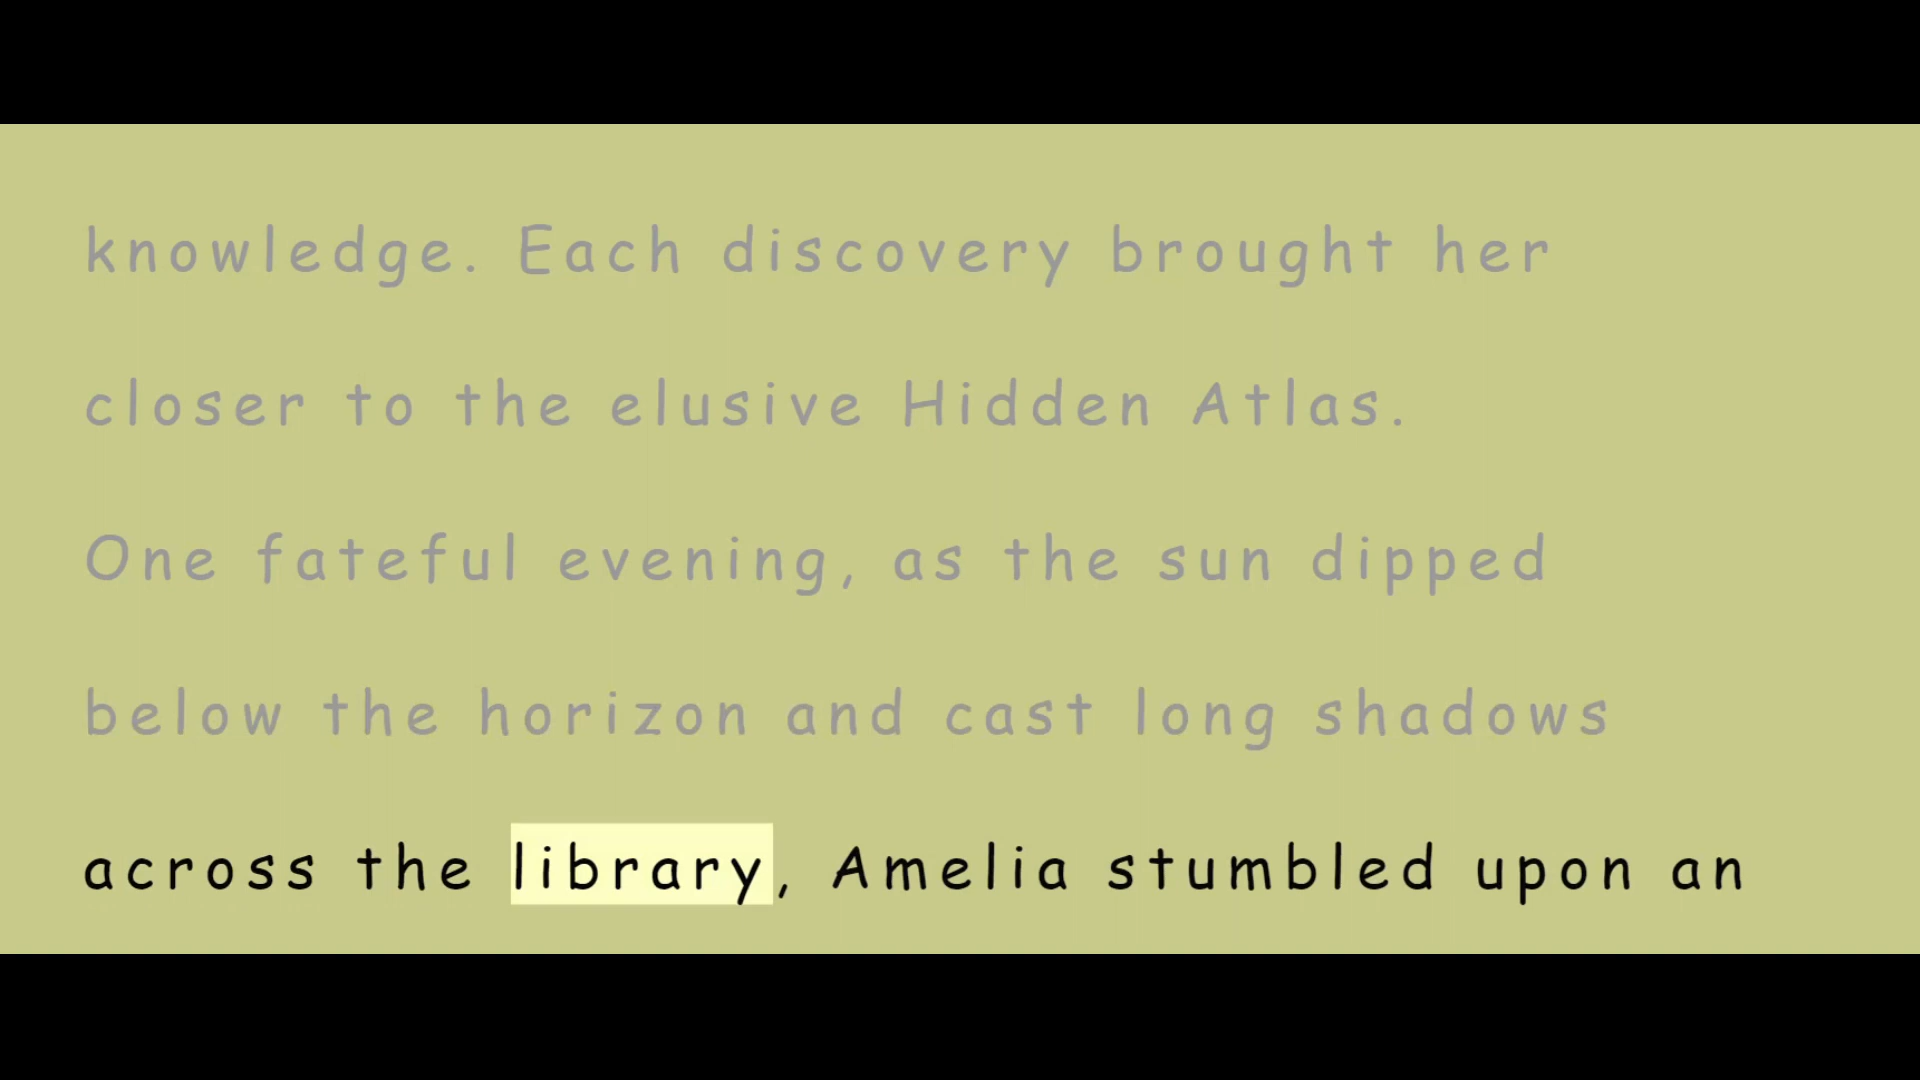 knowledge. Each discovery brought her
closer to the elusive Hidden Atlas.
One fateful evening, as the sun dipped
below the horizon and cast long shadows
across the library, Amelia stumbled upon an